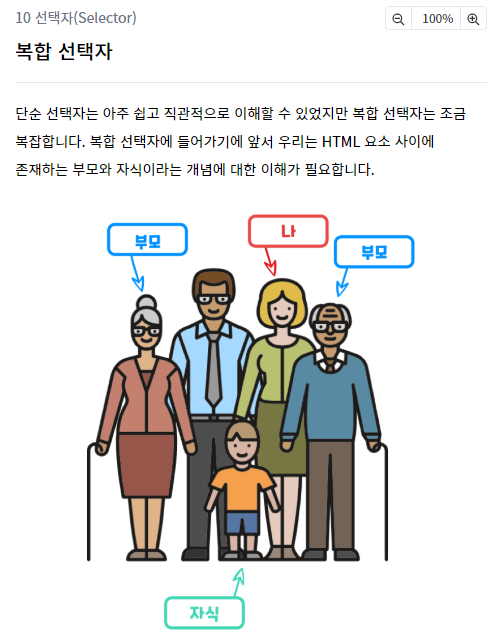 10 선택자(Selector)
100%
복합 선택자
단순 선택자는 아주 쉽고 직관적으로 이해할 수 있었지만 복합 선택자는 조금
복잡합니다. 복합 선택자에 들어가기에 앞서 우리는 HTML 요소 사이에
존재하는 부모와 자식이라는 개념에 대한 이해가 필요합니다.
나
부모
부모
자식